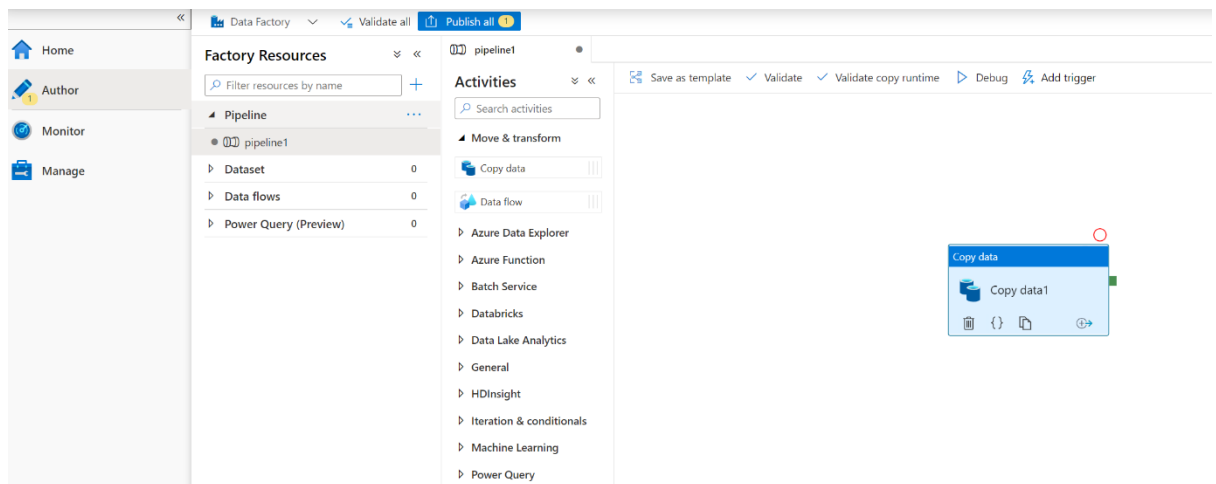 «
Home
Author
1
Monitor
Manage
Data Factory
Validate all
Publish all 1
Factory Resources
«
Filter resources by name
+
Pipeline
...
pipeline1
Dataset 0
Data flows 0
Power Query (Preview) 0
pipeline1
Activities
«
Search activities
Move & transform
Copy data
Data flow
Azure Data Explorer
Azure Function
Batch Service
Databricks
Data Lake Analytics
General
HDInsight
Iteration & conditionals
Machine Learning
Power Query
Save as template Validate Validate copy runtime Debug Add trigger
Copy data
Copy data1
{}